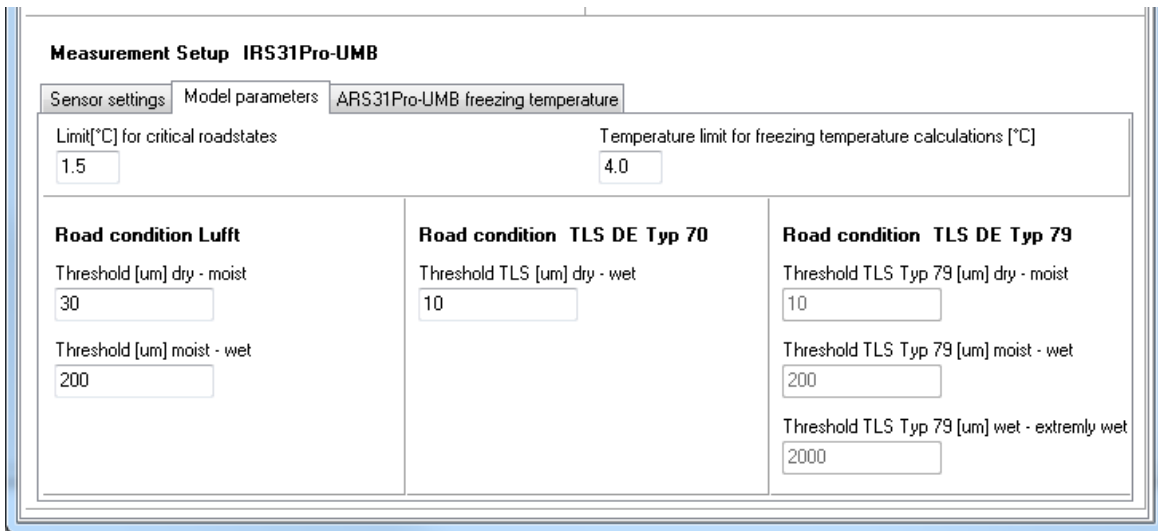 Measurement Setup IRS31Pro-UMB
Sensor settings Model parameters ARS31Pro-UMB freezing temperature
Limit[°C] for critical roadstates Temperature limit for freezing temperature calculations [°C]
1.5 4.0
Road condition Lufft Road condition TLS DE Typ 70 Road condition TLS DE Typ 79
Threshold [um] dry - moist Threshold TLS [um] dry - wet Threshold TLS Typ 79 [um] dry - moist
30 10 10
Threshold [um] moist - wet Threshold TLS Typ 79 [um] moist - wet
200 200
Threshold TLS Typ 79 [um] wet - extremly wet
2000